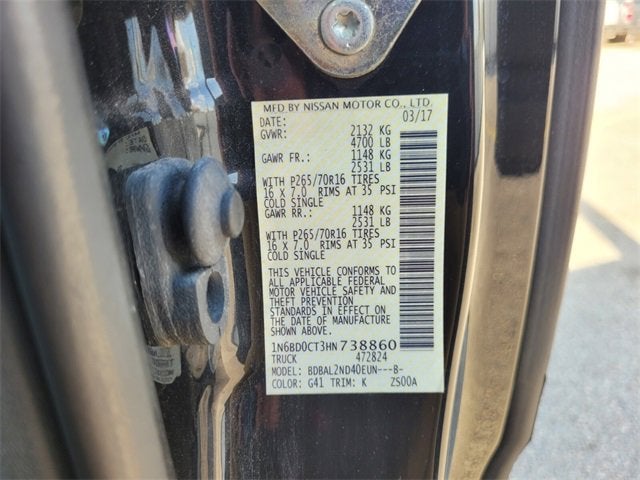 MFD BY NISSAN MOTOR CO., LTD.
DATE: 03/17
GVWR: 2132 KG
4700 LB
GAWR FR.: 1148 KG
2531 LB
WITH P265/70R16 TIRES
16 X 7.0 RIMS AT 35 PSI
COLD SINGLE
GAWR RR.: 1148 KG
2531 LB
WITH P265/70R16 TIRES
16 X 7.0 RIMS AT 35 PSI
COLD SINGLE
THIS VEHICLE CONFORMS TO
ALL APPLICABLE FEDERAL
MOTOR VEHICLE SAFETY AND
THEFT PREVENTION
STANDARDS IN EFFECT ON THE
DATE OF MANUFACTURE
SHOWN ABOVE.
1N6BD0CT3HN738860
TRUCK 472824
MODEL: BDBAL2ND40EUN---B-
COLOR: G41 TRIM: K ZS00A